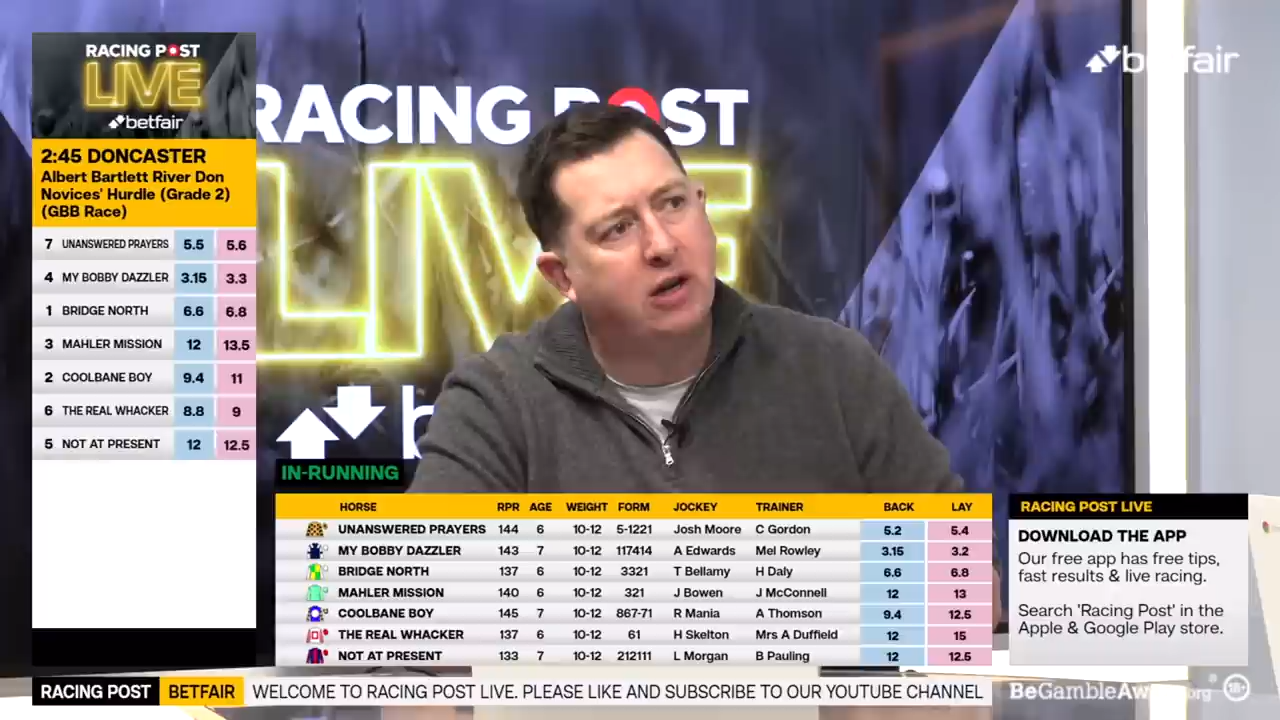 RACING POST
LIVE
betfair
2:45 DONCASTER
Albert Bartlett River Don
Novices' Hurdle (Grade 2)
(GBB Race)
7 UNANSWERED PRAYERS 5.5 5.6
4 MY BOBBY DAZZLER 3.15 3.3
1 BRIDGE NORTH 6.6 6.8
3 MAHLER MISSION 12 13.5
2 COOLBANE BOY 9.4 11
6 THE REAL WHACKER 8.8 9
5 NOT AT PRESENT 12 12.5
RACING POST
LIVE
b
betfair
IN-RUNNING
HORSE RPR AGE WEIGHT FORM JOCKEY TRAINER BACK LAY
UNANSWERED PRAYERS 144 6 10-12 5-1221 Josh Moore C Gordon 5.2 5.4
MY BOBBY DAZZLER 143 7 10-12 117414 A Edwards Mel Rowley 3.15 3.2
BRIDGE NORTH 137 6 10-12 3321 T Bellamy H Daly 6.6 6.8
MAHLER MISSION 140 6 10-12 321 J Bowen J McConnell 12 13
COOLBANE BOY 145 7 10-12 867-71 R Mania A Thomson 9.4 12.5
THE REAL WHACKER 137 6 10-12 61 H Skelton Mrs A Duffield 12 15
NOT AT PRESENT 133 7 10-12 212111 L Morgan B Pauling 12 12.5
RACING POST LIVE
DOWNLOAD THE APP
Our free app has free tips,
fast results & live racing.
Search 'Racing Post' in the
Apple & Google Play store.
RACING POST BETFAIR WELCOME TO RACING POST LIVE. PLEASE LIKE AND SUBSCRIBE TO OUR YOUTUBE CHANNEL
BeGambleAware.org 18+